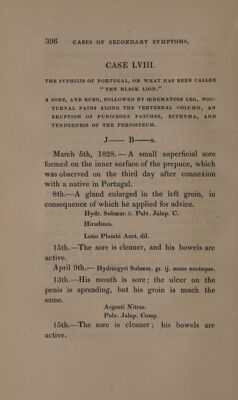 396 CASES OF SECONDARY SYMPTOMS,
CASE LVIII.
THE SYPHILIS OF PORTUGAL, OR WHAT HAS BEEN CALLED
"THE BLACK LION."
A SORE, AND BUBO, FOLLOWED BY ŒDEMATOSE LEG, NOC-
TURNAL PAINS ALONG THE VERTEBRAL COLUMN, AN
ERUPTION OF PUNICEOUS PATCHES, ECTHYMA, AND
TENDERNESS OF THE PERIOSTEUM.
J—— B——s.
March 5th, 1828.—A small superficial sore
formed on the inner surface of the prepuce, which
was observed on the third day after connexion
with a native in Portugal.
8th.—A gland enlarged in the left groin, in
consequence of which he applied for advice.
Hydr. Submur. c. Pulv. Jalap. C.
Hirudines.
Lotio Plumbi Acet. dil.
15th.—The sore is cleaner, and his bowels are
active.
April 9th.—Hydrargyri Submur. gr. ij. mane nocteque.
13th.—His mouth is sore; the ulcer on the
penis is spreading, but his groin is much the
same.
Argenti Nitras.
Pulv. Jalap. Comp.
15th.—The sore is cleaner; his bowels are
active.